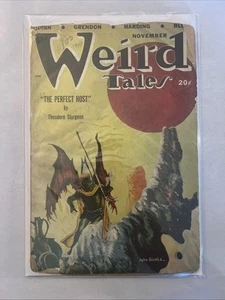 GRENDON HARDING
NOVEMBER
Weird
Tales
20¢
"THE PERFECT HOST"
by
Theodore Sturgeon